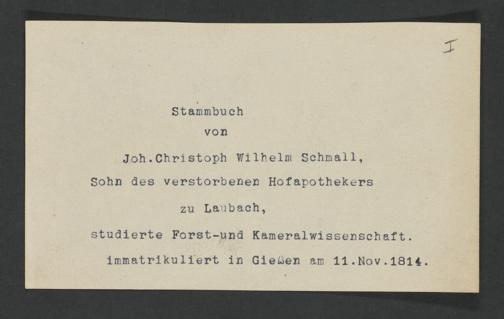 I
Stammbuch
von
Joh.Christoph Wilhelm Schmall,
Sohn des verstorbenen Hofapothekers
zu Laubach,
studierte Forst-und Kameralwissenschaft.
immatrikuliert in Gießen am 11.Nov.1814.